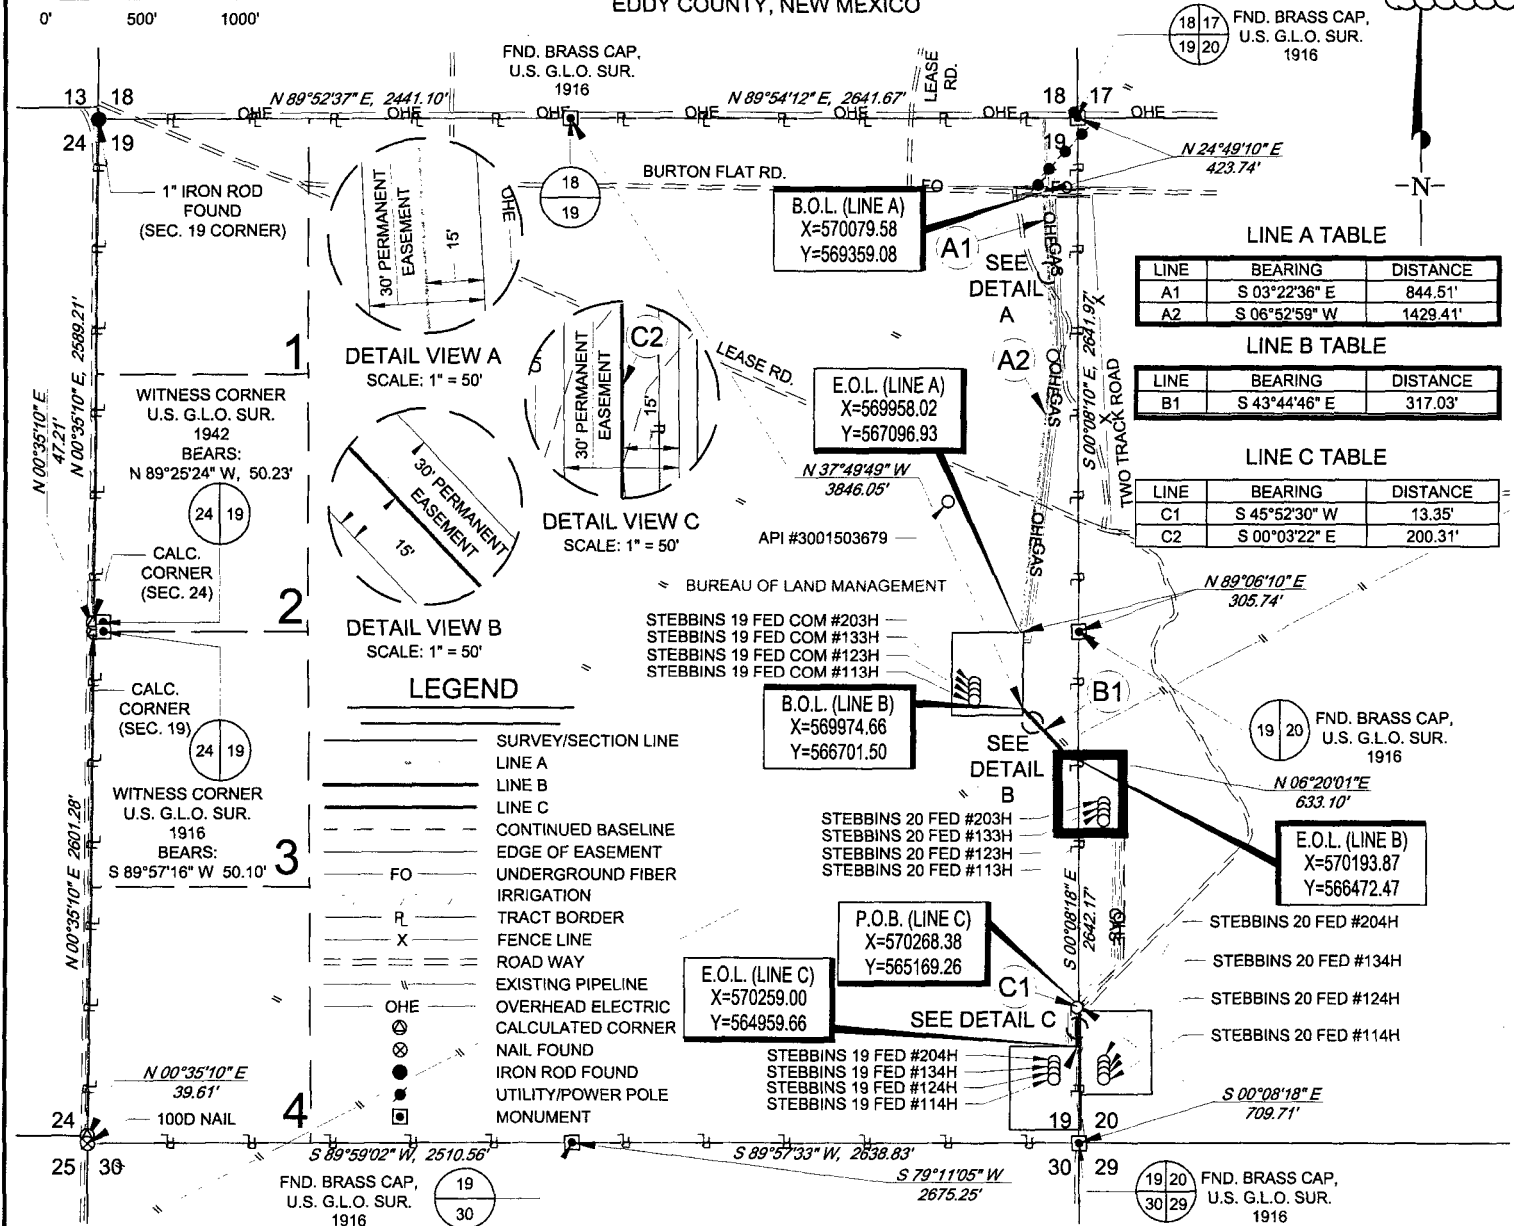 EDDY COUNTY, NEW MEXICO
0' 500' 1000'
18 17
19 20
FND. BRASS CAP,
U.S. G.L.O. SUR.
1916
FND. BRASS CAP,
U.S. G.L.O. SUR.
1916
LEASE
RD.
13 18
24 19
N 89°52'37" E, 2441.10'
N 89°54'12" E, 2641.67'
OHE OHE OHE OHE OHE OHE
18 17
19
N 24°49'10" E
423.74'
-N-
1" IRON ROD
FOUND
(SEC. 19 CORNER)
18
19
BURTON FLAT RD.
FO FO
B.O.L. (LINE A)
X=570079.58
Y=569359.08
A1
SEE
DETAIL
A
OHE
GAS
30' PERMANENT
EASEMENT
15'
OHE
DETAIL VIEW A
SCALE: 1" = 50'
LINE A TABLE
LINE BEARING DISTANCE
A1 S 03°22'36" E 844.51'
A2 S 06°52'59" W 1429.41'
LINE B TABLE
LINE BEARING DISTANCE
B1 S 43°44'46" E 317.03'
LINE C TABLE
LINE BEARING DISTANCE
C1 S 45°52'30" W 13.35'
C2 S 00°03'22" E 200.31'
N 00°35'10" E, 2589.21'
N 00°35'10" E
47.21'
1
WITNESS CORNER
U.S. G.L.O. SUR.
1942
BEARS:
N 89°25'24" W, 50.23'
24 19
CALC.
CORNER
(SEC. 24)
2
30' PERMANENT
EASEMENT
15'
C2
DETAIL VIEW C
SCALE: 1" = 50'
30' PERMANENT
EASEMENT
15'
DETAIL VIEW B
SCALE: 1" = 50'
LEASE RD.
E.O.L. (LINE A)
X=569958.02
Y=567096.93
A2
S 00°08'10" E, 2641.97'
X
X
TWO TRACK ROAD
N 37°49'49" W
3846.05'
API #3001503679
BUREAU OF LAND MANAGEMENT
N 89°06'10" E
305.74'
STEBBINS 19 FED COM #203H
STEBBINS 19 FED COM #133H
STEBBINS 19 FED COM #123H
STEBBINS 19 FED COM #113H
B.O.L. (LINE B)
X=569974.66
Y=566701.50
B1
SEE
DETAIL
B
19 20
FND. BRASS CAP,
U.S. G.L.O. SUR.
1916
N 06°20'01"E
633.10'
CALC.
CORNER
(SEC. 19)
24 19
WITNESS CORNER
U.S. G.L.O. SUR.
1916
BEARS:
S 89°57'16" W 50.10'
3
N 00°35'10" E 2601.28'
LEGEND
SURVEY/SECTION LINE
LINE A
LINE B
LINE C
CONTINUED BASELINE
EDGE OF EASEMENT
FO UNDERGROUND FIBER
IRRIGATION
TRACT BORDER
X FENCE LINE
ROAD WAY
EXISTING PIPELINE
OHE OVERHEAD ELECTRIC
CALCULATED CORNER
NAIL FOUND
IRON ROD FOUND
UTILITY/POWER POLE
MONUMENT
STEBBINS 20 FED #203H
STEBBINS 20 FED #133H
STEBBINS 20 FED #123H
STEBBINS 20 FED #113H
E.O.L. (LINE B)
X=570193.87
Y=566472.47
P.O.B. (LINE C)
X=570268.38
Y=565169.26
S 00°08'18" E
2642.17'
STEBBINS 20 FED #204H
STEBBINS 20 FED #134H
STEBBINS 20 FED #124H
STEBBINS 20 FED #114H
E.O.L. (LINE C)
X=570259.00
Y=564959.66
C1
SEE DETAIL C
STEBBINS 19 FED #204H
STEBBINS 19 FED #134H
STEBBINS 19 FED #124H
STEBBINS 19 FED #114H
N 00°35'10" E
39.61'
100D NAIL
4
24
25 30
S 89°59'02" W, 2510.56'
S 89°57'33" W, 2638.83'
19 20
30 29
S 00°08'18" E
709.71'
S 79°11'05" W
2675.25'
FND. BRASS CAP,
U.S. G.L.O. SUR.
1916
19
30
19 20
30 29
FND. BRASS CAP,
U.S. G.L.O. SUR.
1916